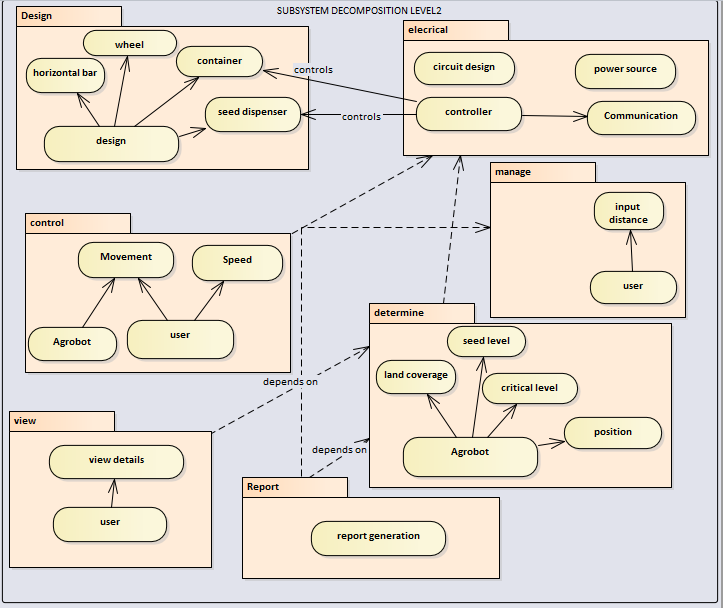 SUBSYSTEM DECOMPOSITION LEVEL2
Design
wheel
container
horizontal bar
seed dispenser
design
controls
controls
elecrical
circuit design
power source
controller
Communication
manage
input
distance
user
control
Movement
Speed
Agrobot
user
determine
seed level
land coverage
critical level
position
Agrobot
depends on
view
view details
user
depends on
Report
report generation